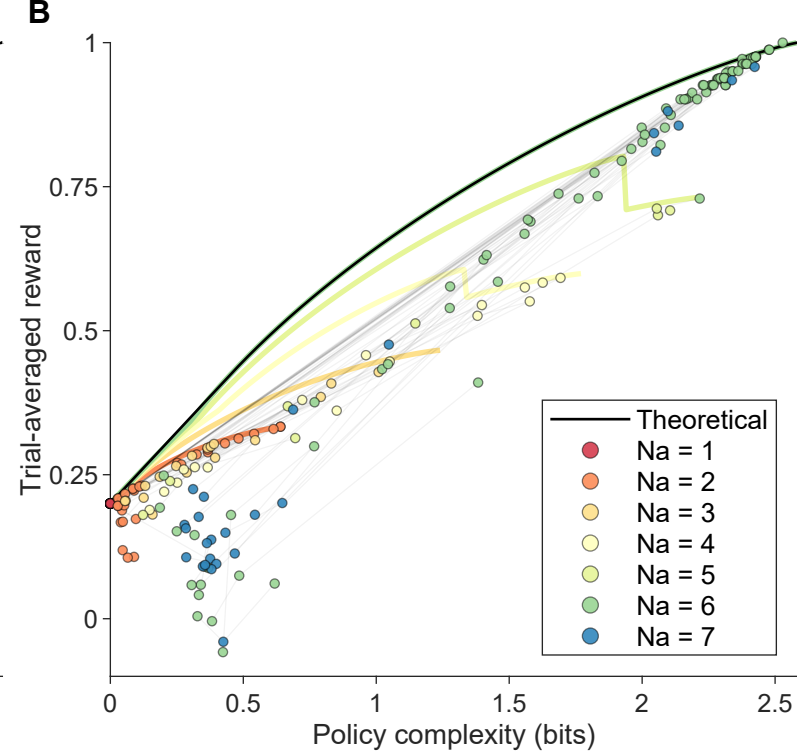 B
1
0.75
0.5
0.25
0
Trial-averaged reward
0
0.5
1
1.5
2
2.5
Policy complexity (bits)
Theoretical
Na = 1
Na = 2
Na = 3
Na = 4
Na = 5
Na = 6
Na = 7